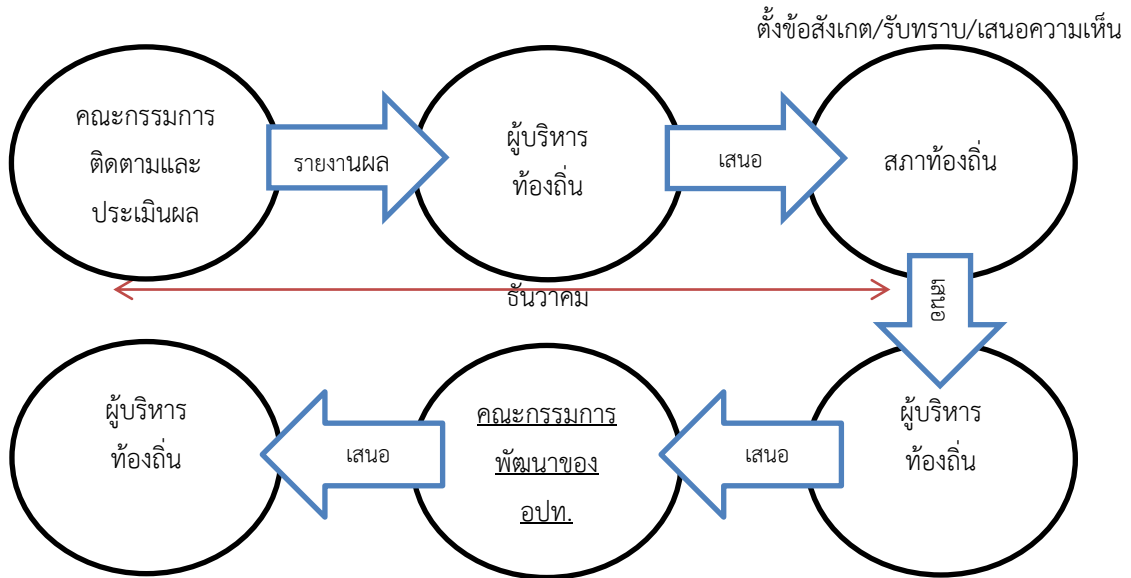 ตั้งข้อสังเกต/รับทราบ/เสนอความเห็น
คณะกรรมการ
ติดตามและ
ประเมินผล
รายงานผล
ผู้บริหาร
ท้องถิ่น
เสนอ
สภาท้องถิ่น
ธันวาคม
เสนอ
ผู้บริหาร
ท้องถิ่น
เสนอ
คณะกรรมการ
พัฒนาของ
อปท.
เสนอ
ผู้บริหาร
ท้องถิ่น